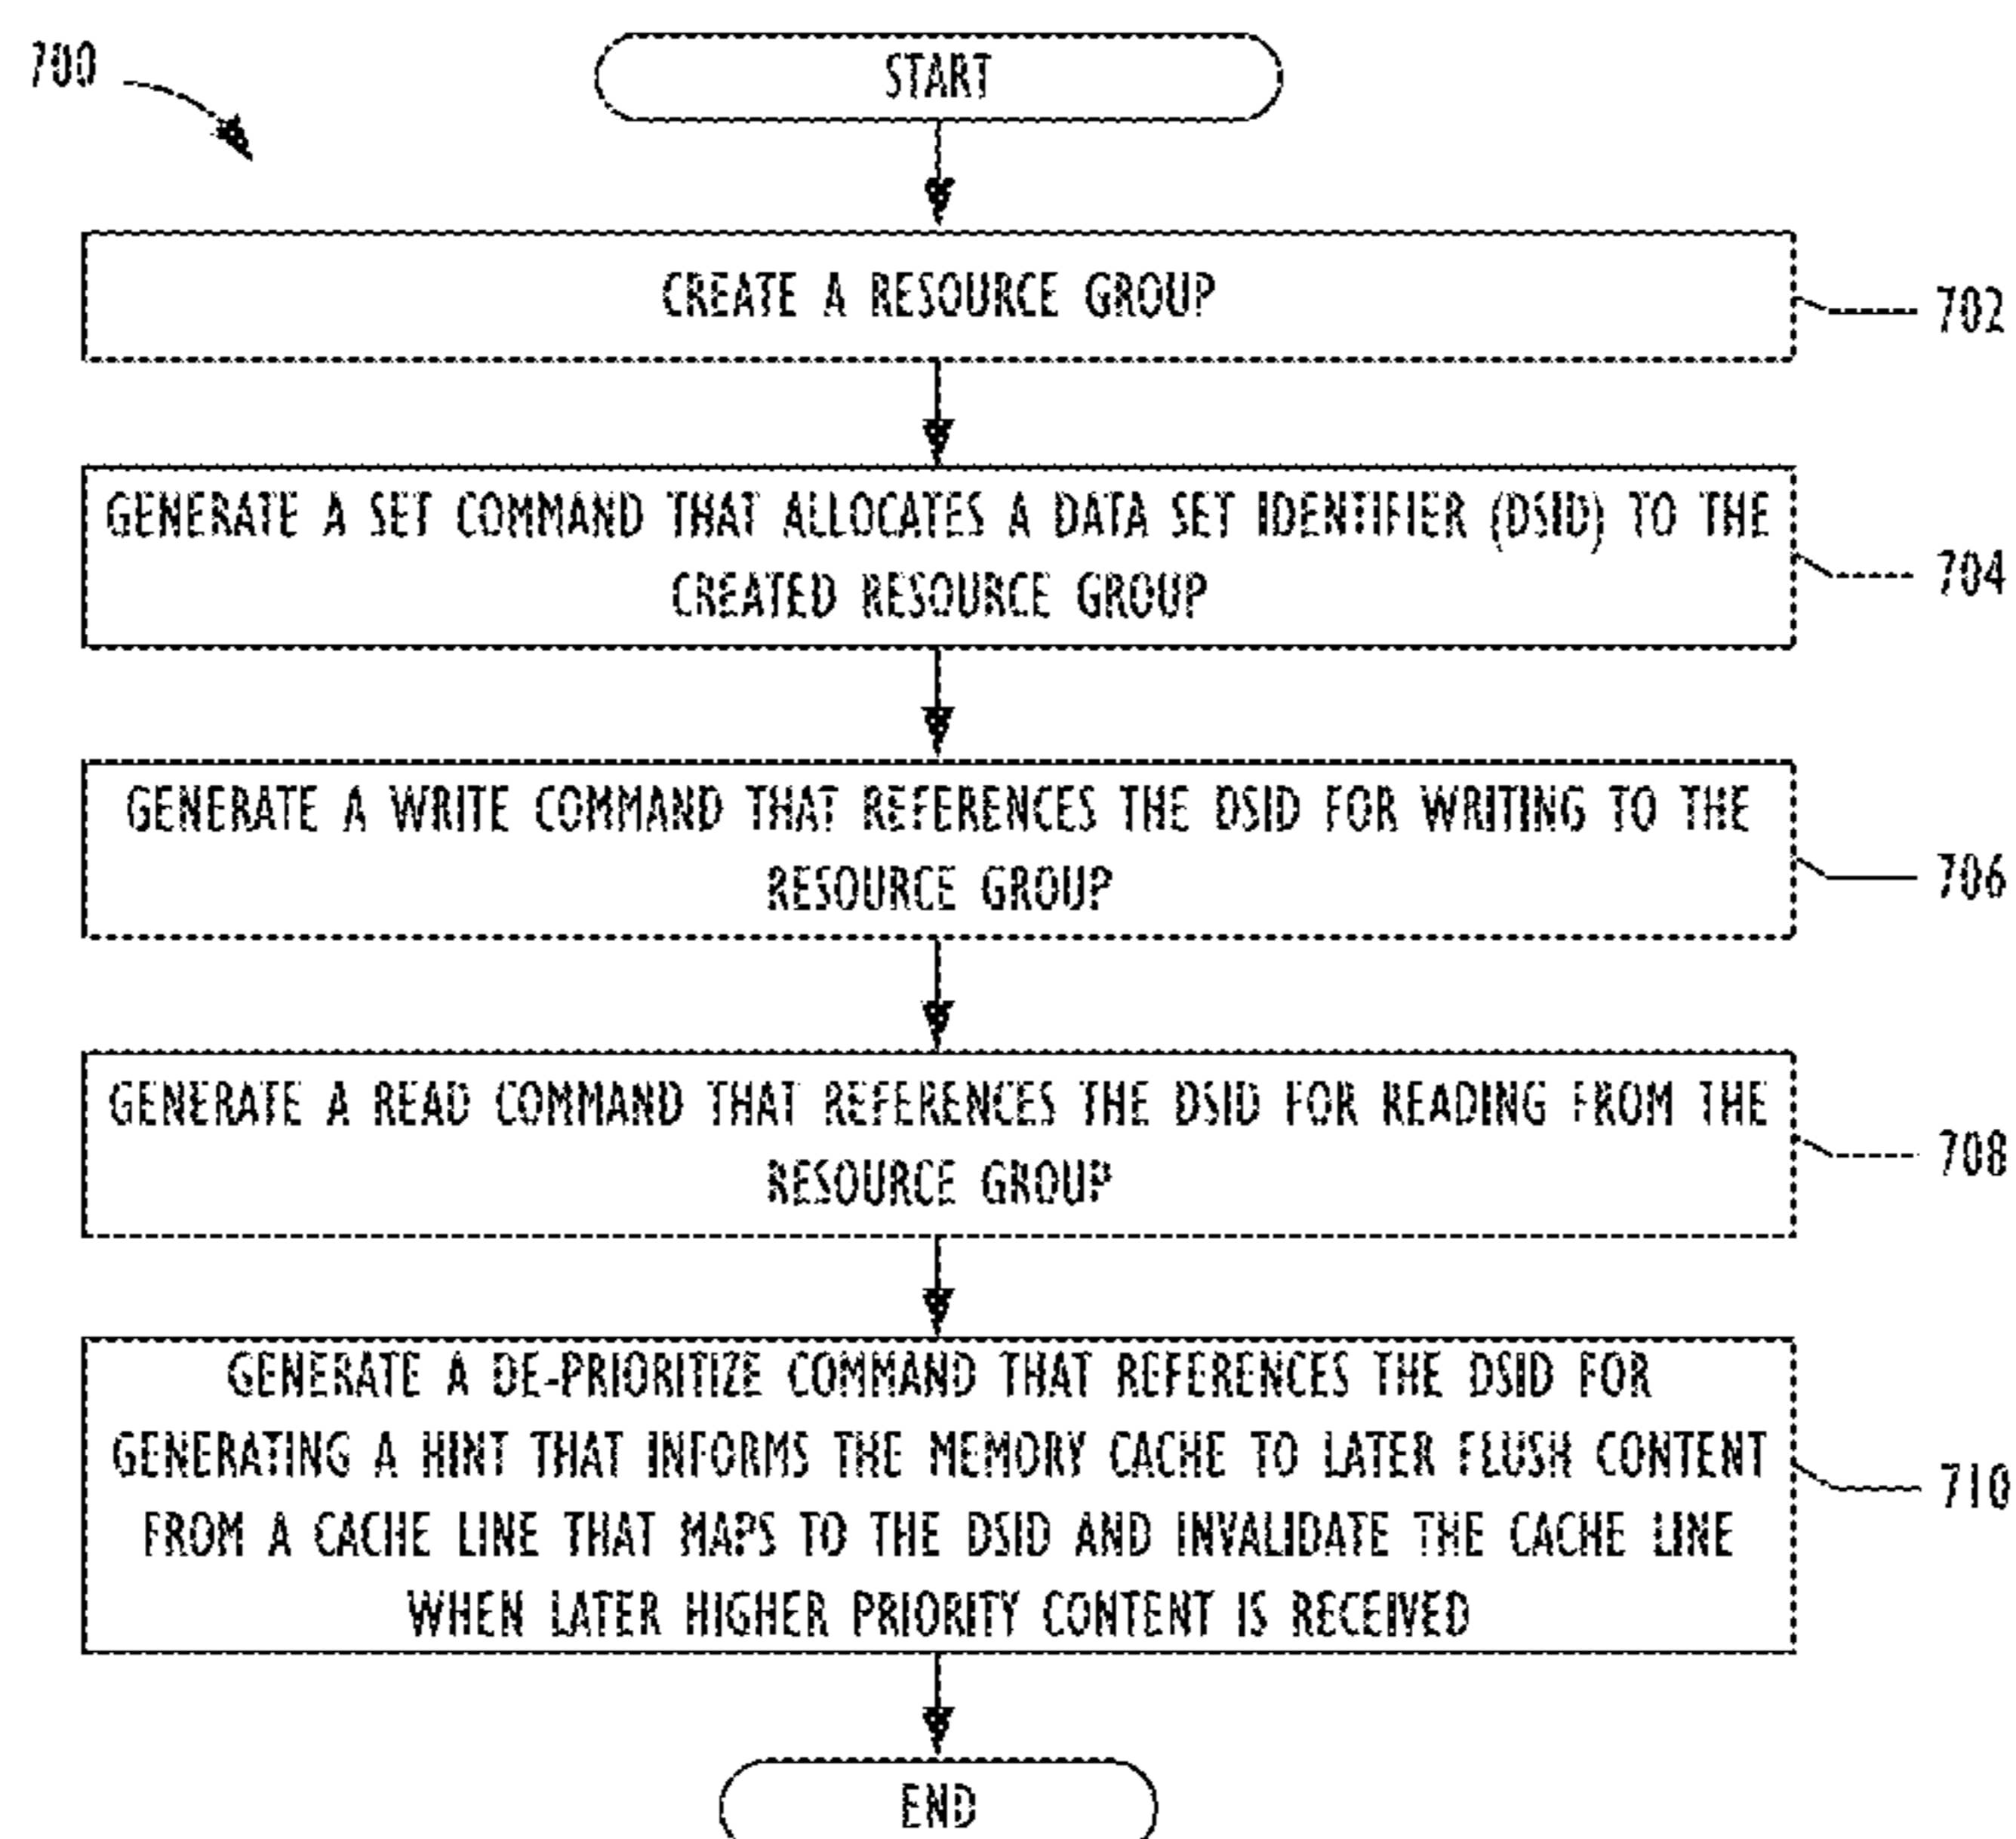 700
START
CREATE A RESOURCE GROUP
702
GENERATE A SET COMMAND THAT ALLOCATES A DATA SET IDENTIFIER (DSID) TO THE
CREATED RESOURCE GROUP
704
GENERATE A WRITE COMMAND THAT REFERENCES THE DSID FOR WRITING TO THE
RESOURCE GROUP
706
GENERATE A READ COMMAND THAT REFERENCES THE DSID FOR READING FROM THE
RESOURCE GROUP
708
GENERATE A DE-PRIORITIZE COMMAND THAT REFERENCES THE DSID FOR
GENERATING A HINT THAT INFORMS THE MEMORY CACHE TO LATER FLUSH CONTENT
FROM A CACHE LINE THAT MAPS TO THE DSID AND INVALIDATE THE CACHE LINE
WHEN LATER HIGHER PRIORITY CONTENT IS RECEIVED
710
END